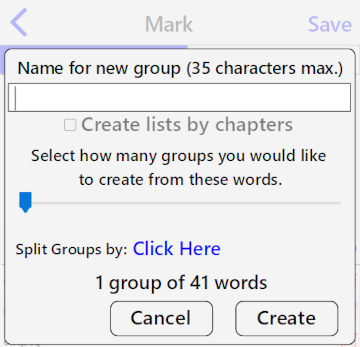 Mark Save
Name for new group (35 characters max.)
Create lists by chapters
Select how many groups you would like
to create from these words.
Split Groups by: Click Here
1 group of 41 words
Cancel Create